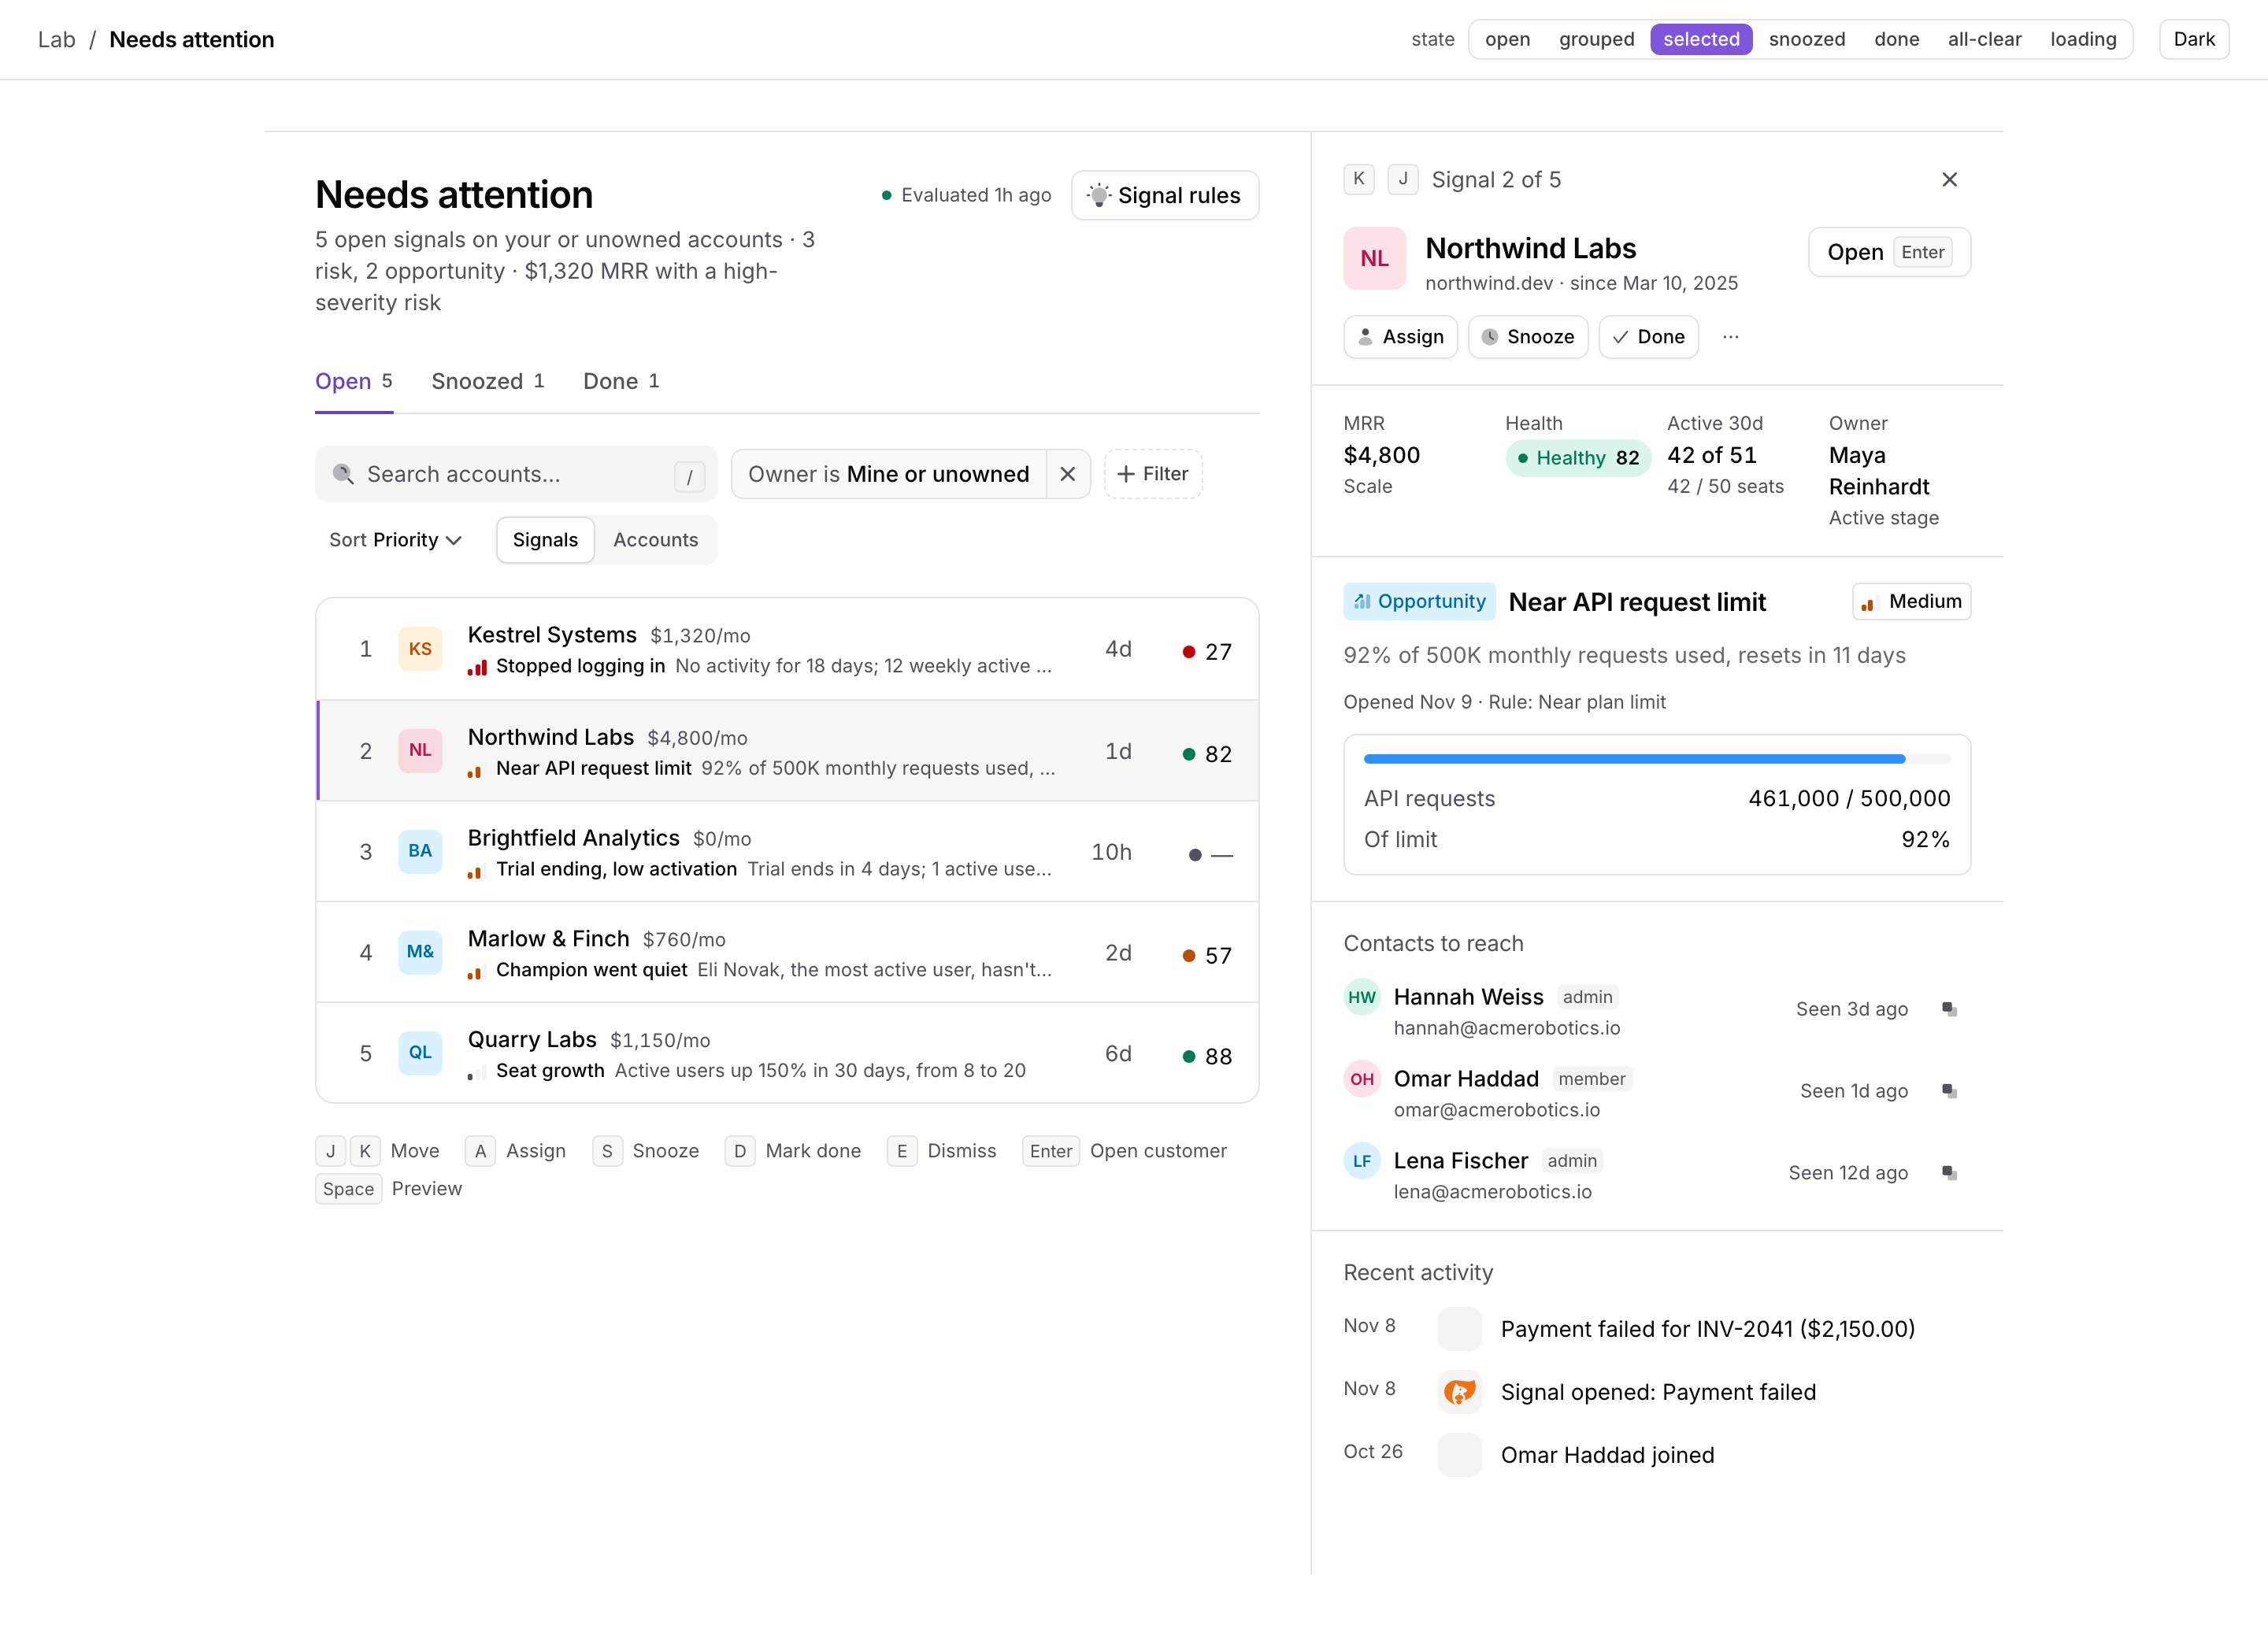 Lab / Needs attention
state open grouped selected snoozed done all-clear loading Dark
Needs attention
Evaluated 1h ago
Signal rules
5 open signals on your or unowned accounts · 3
risk, 2 opportunity · $1,320 MRR with a high-
severity risk
Open 5 Snoozed 1 Done 1
Search accounts... /
Owner is Mine or unowned
Filter
Sort Priority Signals Accounts
1 KS Kestrel Systems $1,320/mo 4d 27
Stopped logging in No activity for 18 days; 12 weekly active ...
2 NL Northwind Labs $4,800/mo 1d 82
Near API request limit 92% of 500K monthly requests used, ...
3 BA Brightfield Analytics $0/mo 10h —
Trial ending, low activation Trial ends in 4 days; 1 active use...
4 M& Marlow & Finch $760/mo 2d 57
Champion went quiet Eli Novak, the most active user, hasn't...
5 QL Quarry Labs $1,150/mo 6d 88
Seat growth Active users up 150% in 30 days, from 8 to 20
J K Move A Assign S Snooze D Mark done E Dismiss Enter Open customer
Space Preview
K J Signal 2 of 5
NL Northwind Labs
northwind.dev · since Mar 10, 2025
Open Enter
Assign Snooze Done ...
MRR Health Active 30d Owner
$4,800 Healthy 82 42 of 51 Maya
Reinhardt
Scale 42 / 50 seats
Active stage
Opportunity Near API request limit Medium
92% of 500K monthly requests used, resets in 11 days
Opened Nov 9 · Rule: Near plan limit
API requests 461,000 / 500,000
Of limit 92%
Contacts to reach
HW Hannah Weiss admin Seen 3d ago
hannah@acmerobotics.io
OH Omar Haddad member Seen 1d ago
omar@acmerobotics.io
LF Lena Fischer admin Seen 12d ago
lena@acmerobotics.io
Recent activity
Nov 8 Payment failed for INV-2041 ($2,150.00)
Nov 8 Signal opened: Payment failed
Oct 26 Omar Haddad joined